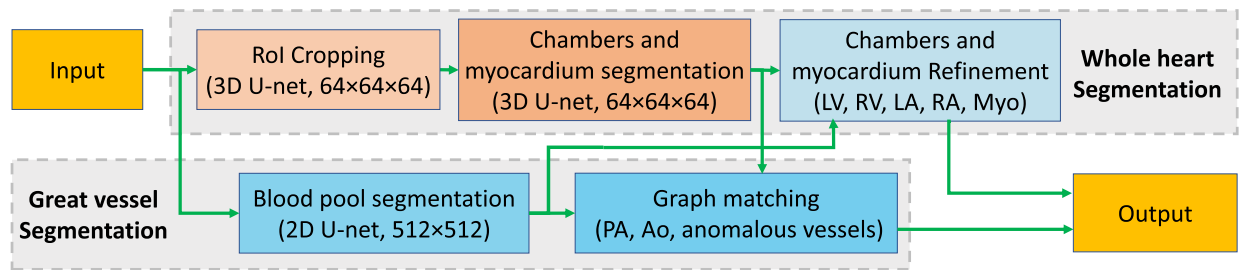 Input
RoI Cropping
(3D U-net, 64×64×64)
Chambers and
myocardium segmentation
(3D U-net, 64×64×64)
Chambers and
myocardium Refinement
(LV, RV, LA, RA, Myo)
Whole heart
Segmentation
Great vessel
Segmentation
Blood pool segmentation
(2D U-net, 512×512)
Graph matching
(PA, Ao, anomalous vessels)
Output